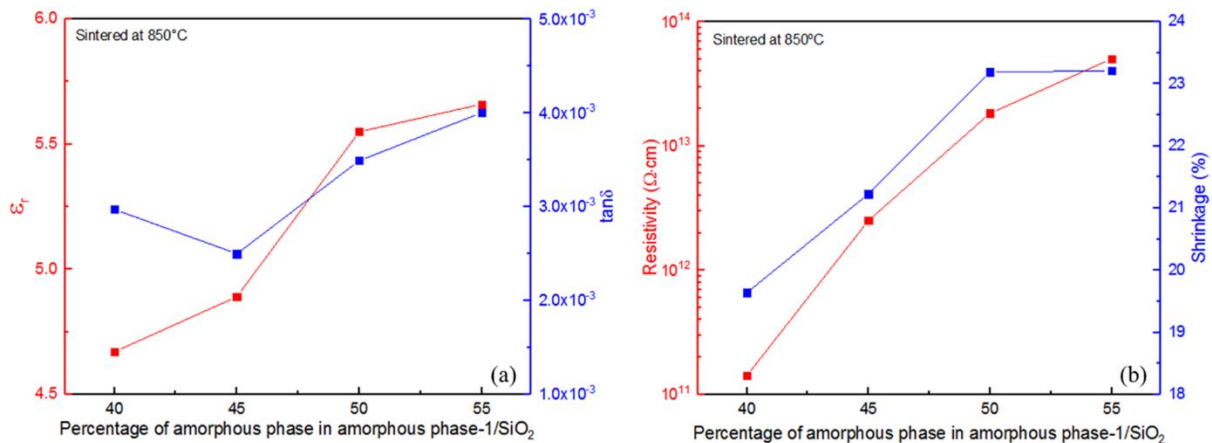 6.0
5.5
5.0
4.5
εr
Sintered at 850°C
5.0x10-3
4.0x10-3
3.0x10-3
2.0x10-3
1.0x10-3
tanδ
(a)
40 45 50 55
Percentage of amorphous phase in amorphous phase-1/SiO2
1014
1013
1012
1011
Resistivity (Ω·cm)
Sintered at 850ºC
24
23
22
21
20
19
18
Shrinkage (%)
(b)
40 45 50 55
Percentage of amorphous phase in amorphous phase-1/SiO2